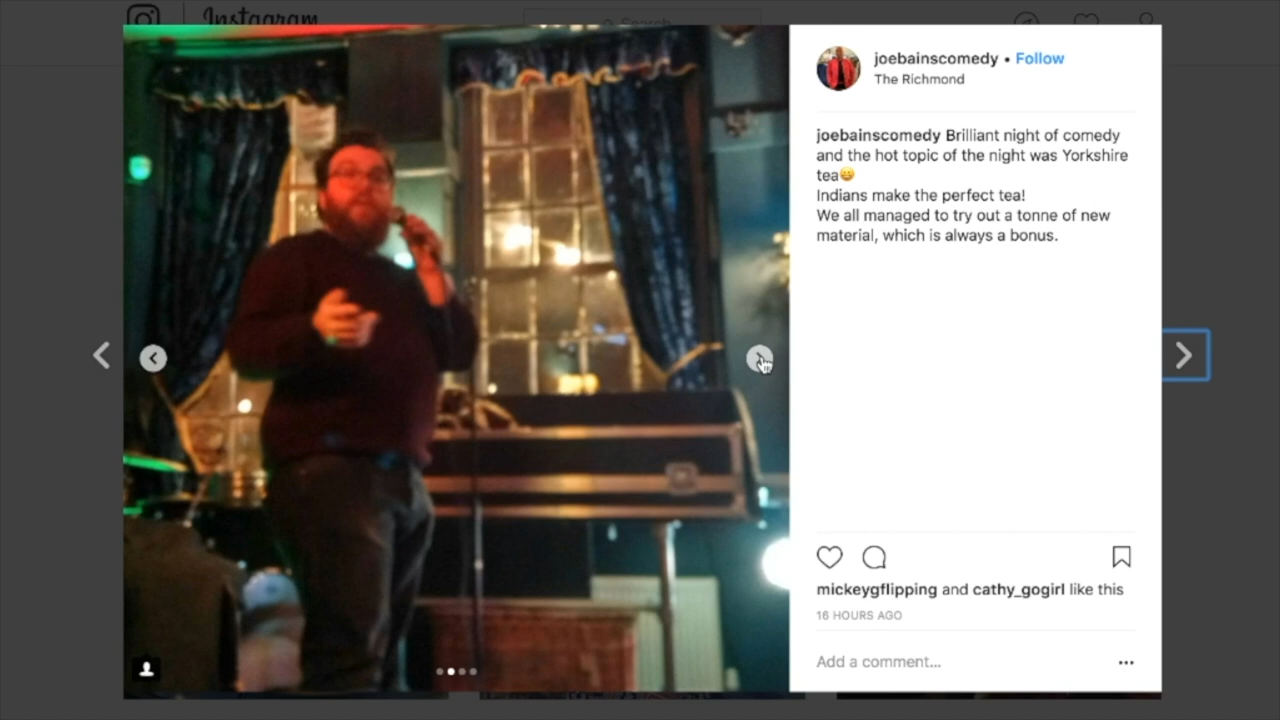 Instagram
Search
joebainscomedy • Follow
The Richmond
joebainscomedy Brilliant night of comedy
and the hot topic of the night was Yorkshire
tea😀
Indians make the perfect tea!
We all managed to try out a tonne of new
material, which is always a bonus.
mickeygflipping and cathy_gogirl like this
16 HOURS AGO
Add a comment...